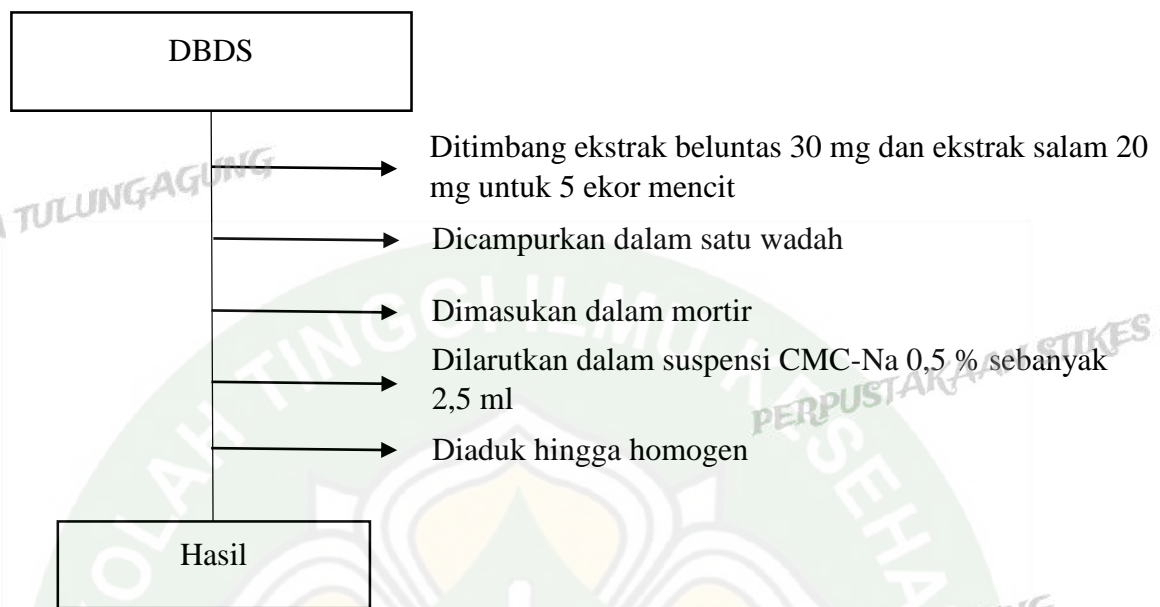 DBDS
TULUNGAGUNG
Ditimbang ekstrak beluntas 30 mg dan ekstrak salam 20
mg untuk 5 ekor mencit
Dicampurkan dalam satu wadah
Dimasukan dalam mortir
Dilarutkan dalam suspensi CMC-Na 0,5 % sebanyak
2,5 ml
PERPUSTAKAAN STIKES
Diaduk hingga homogen
Hasil